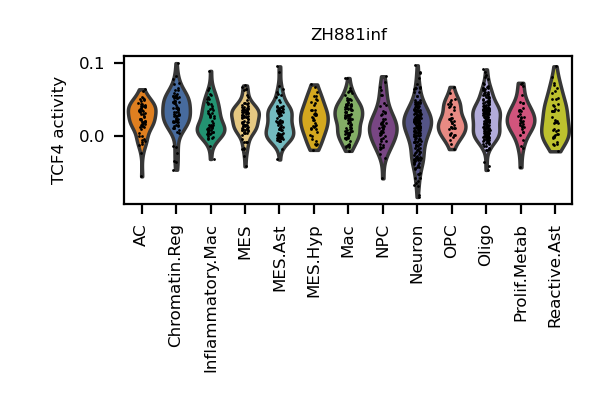 ZH881inf
TCF4 activity
0.1
0.0
AC
Chromatin.Reg
Inflammatory.Mac
MES
MES.Ast
MES.Hyp
Mac
NPC
Neuron
OPC
Oligo
Prolif.Metab
Reactive.Ast